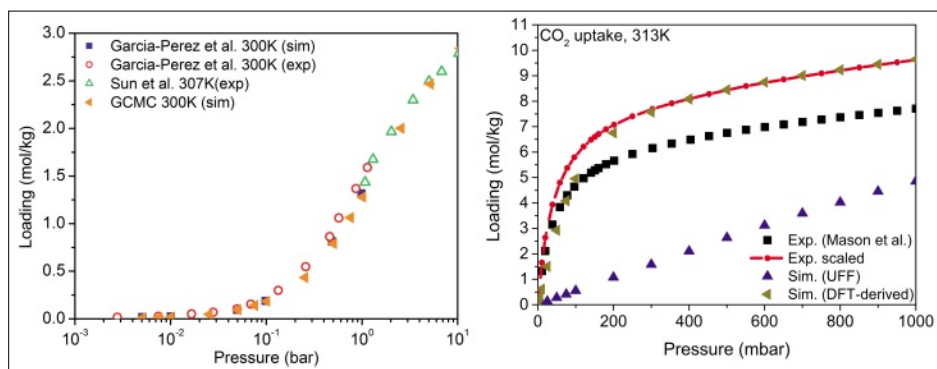 Garcia-Perez et al. 300K (sim)
Garcia-Perez et al. 300K (exp)
Sun et al. 307K(exp)
GCMC 300K (sim)
3.0
2.5
2.0
1.5
1.0
0.5
0.0
Loading (mol/kg)
10⁻³ 10⁻² 10⁻¹ 10⁰ 10¹
Pressure (bar)
CO₂ uptake, 313K
11
10
9
8
7
6
5
4
3
2
1
0
Loading (mol/kg)
Exp. (Mason et al.)
Exp. scaled
Sim. (UFF)
Sim. (DFT-derived)
0 200 400 600 800 1000
Pressure (mbar)